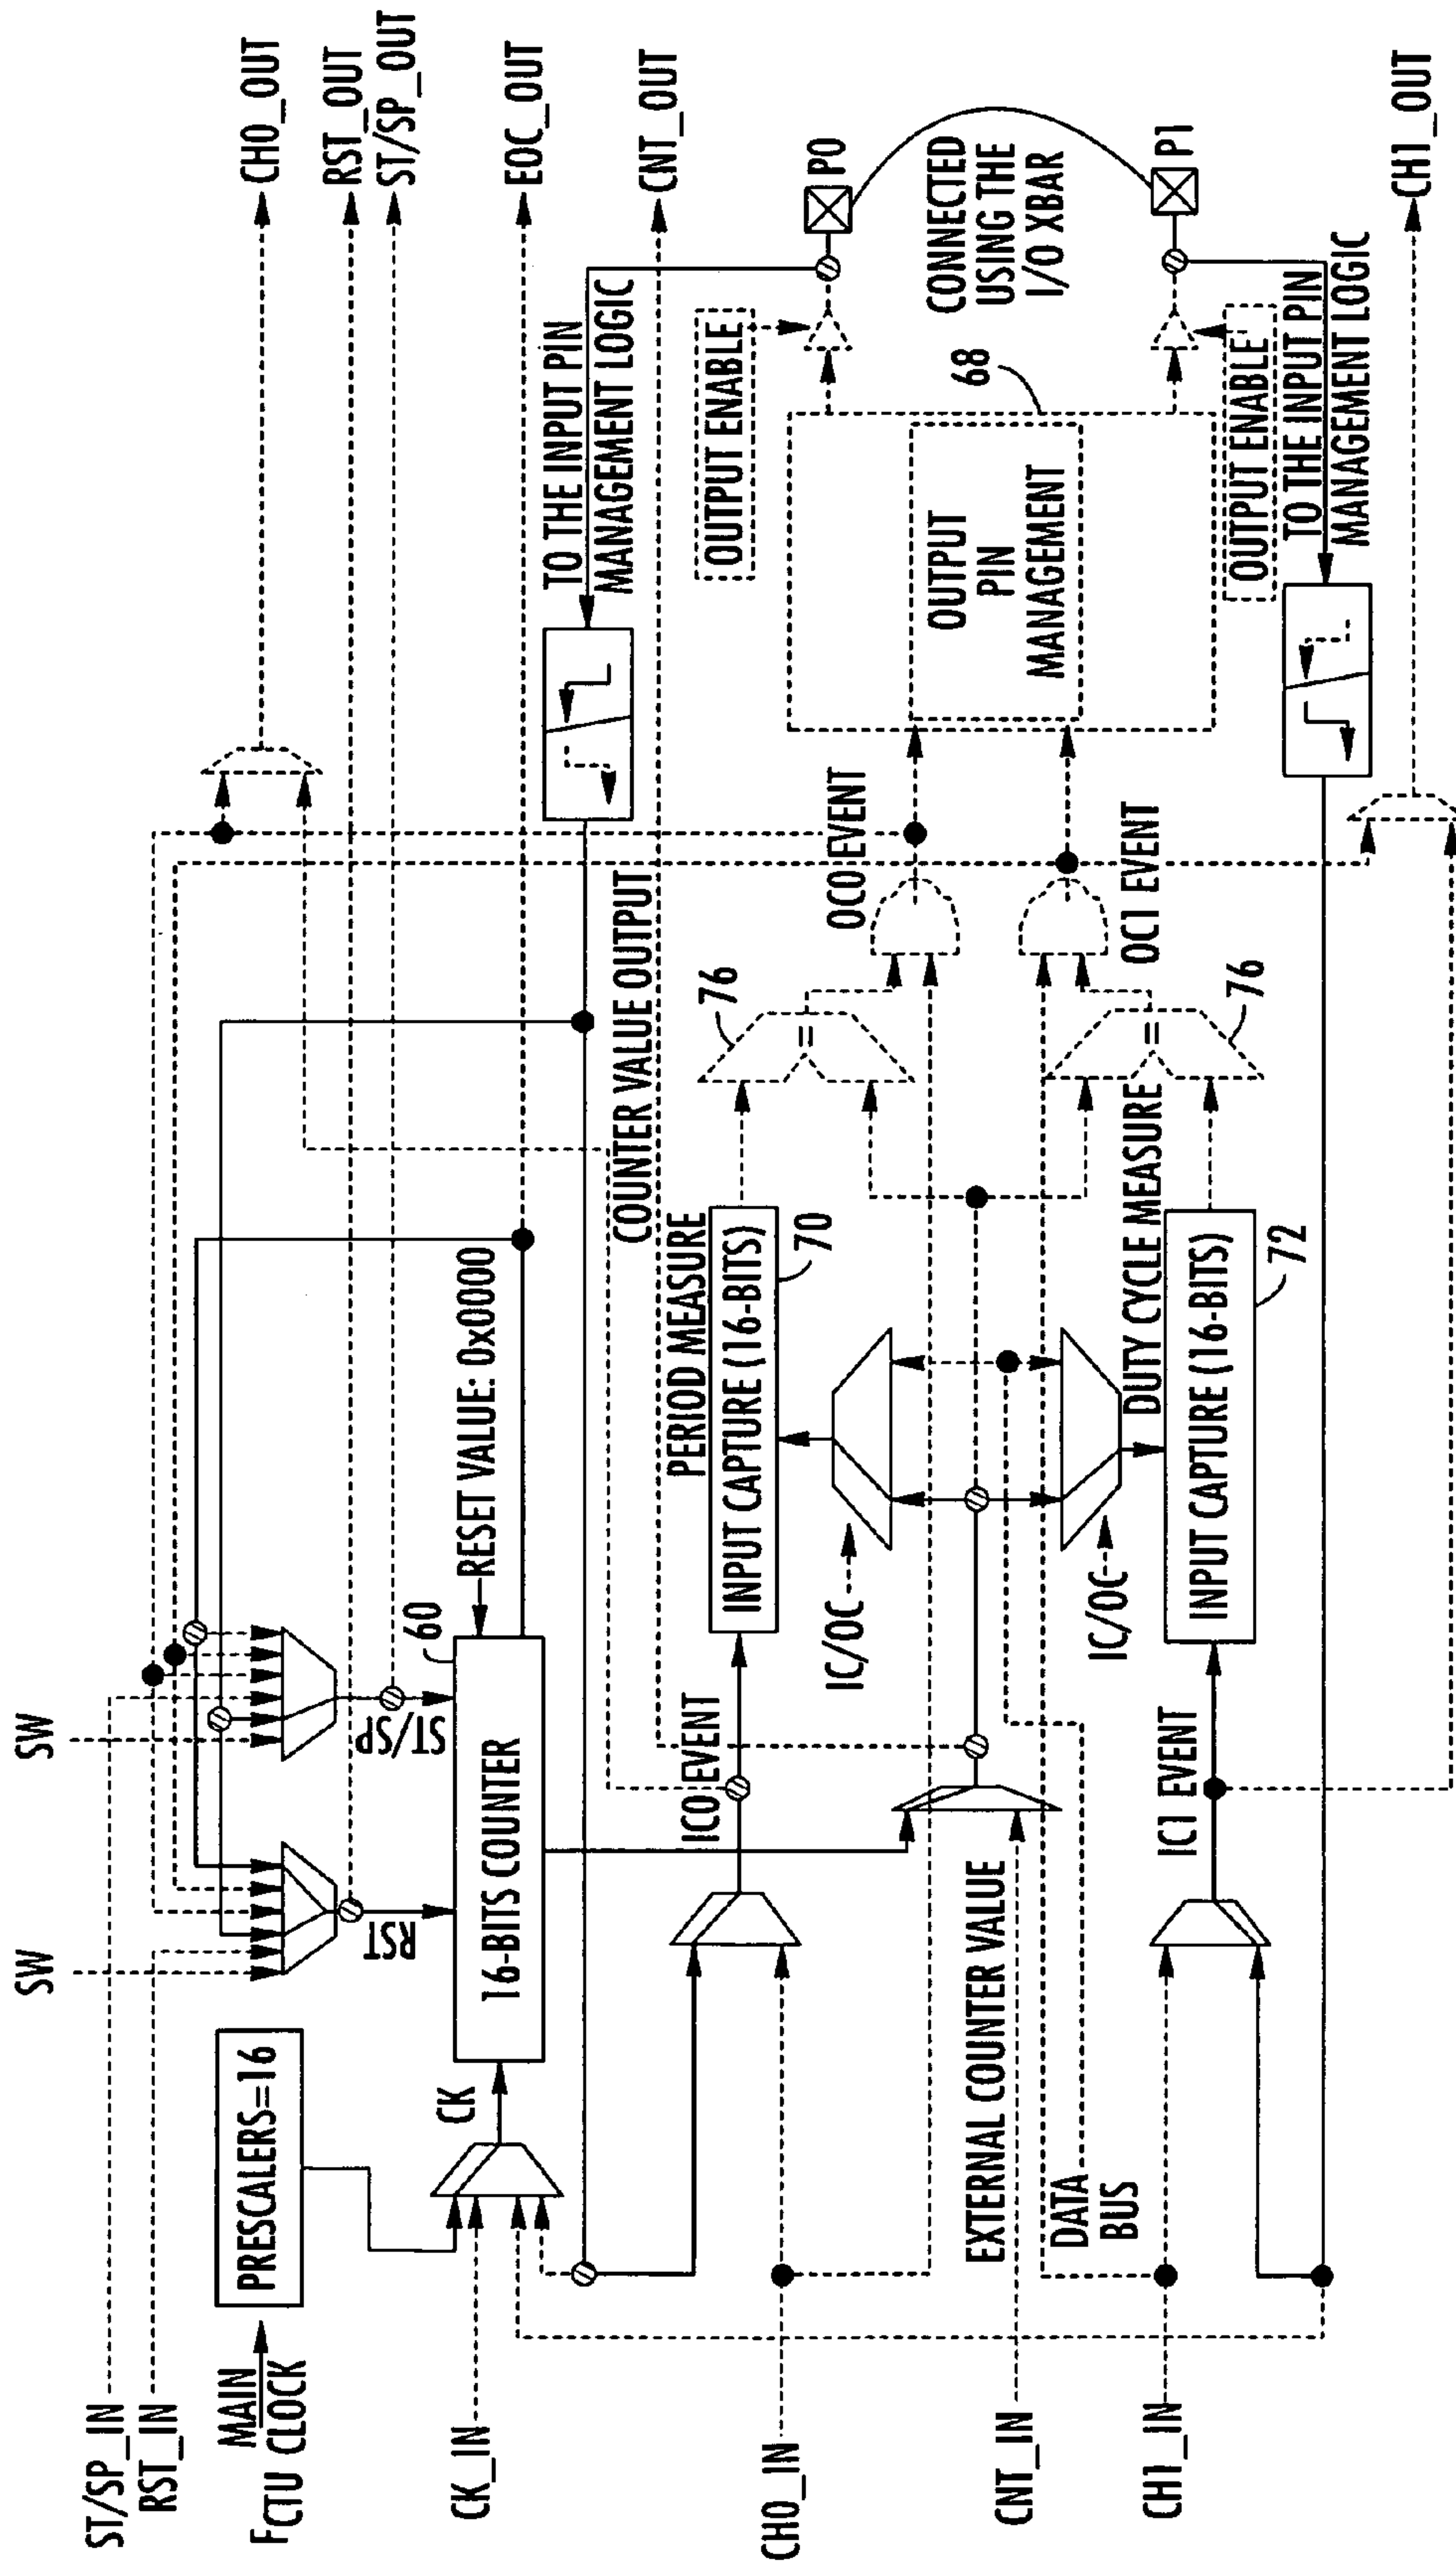 ST/SP_IN
RST_IN
SW
SW
MAIN
FCTU CLOCK
PRESCALERS=16
CK_IN
CK
RST
ST/SP
16-BITS COUNTER
60
RESET VALUE: 0x0000
CH0_OUT
RST_OUT
ST/SP_OUT
EOC_OUT
CNT_OUT
COUNTER VALUE OUTPUT
TO THE INPUT PIN
MANAGEMENT LOGIC
IC0 EVENT
PERIOD MEASURE
INPUT CAPTURE (16-BITS)
70
76
=
OC0 EVENT
OUTPUT ENABLE
P0
CH0_IN
IC/OC
OUTPUT
PIN
MANAGEMENT
68
CONNECTED
USING THE
I/O XBAR
EXTERNAL COUNTER VALUE
CNT_IN
DATA
BUS
IC/OC
DUTY CYCLE MEASURE
=
OC1 EVENT
P1
CH1_IN
IC1 EVENT
INPUT CAPTURE (16-BITS)
72
76
OUTPUT ENABLE
TO THE INPUT PIN
MANAGEMENT LOGIC
CH1_OUT